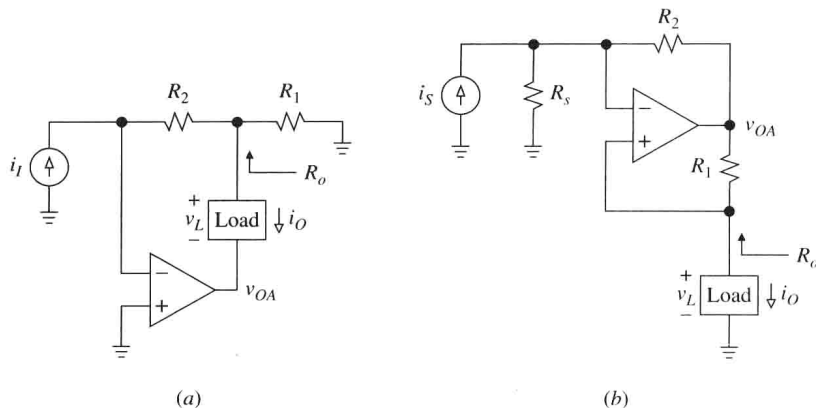 R2
R1
iI
Ro
+
vL
−
Load
iO
−
+
vOA
(a)
R2
iS
Rs
−
+
vOA
R1
Ro
+
vL
−
Load
iO
(b)